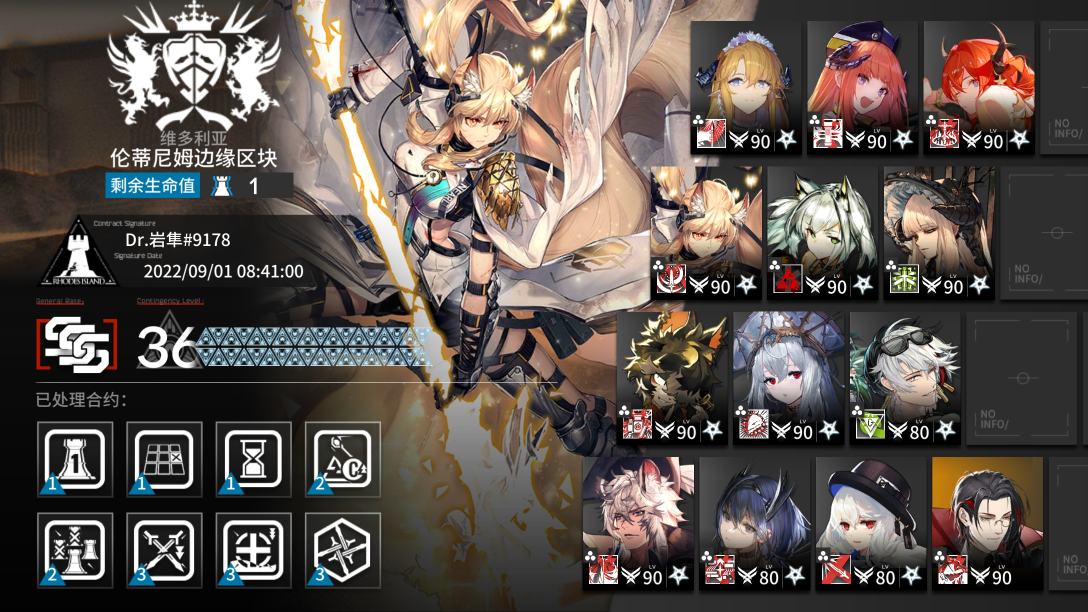 维多利亚
伦蒂尼姆边缘区块
剩余生命值 1
Contract Signature
Dr.岩隼#9178
Signature Date
2022/09/01 08:41:00
RHODES ISLAND
General Rate
Contingency Level
36
已处理合约:
1
1
1
1
2
2
3
3
3
LV
90
LV
90
LV
90
NO
INFO/
LV
90
LV
90
LV
90
NO
INFO/
LV
90
LV
90
LV
80
NO
INFO/
LV
90
LV
80
LV
80
LV
90
NO
INFO/